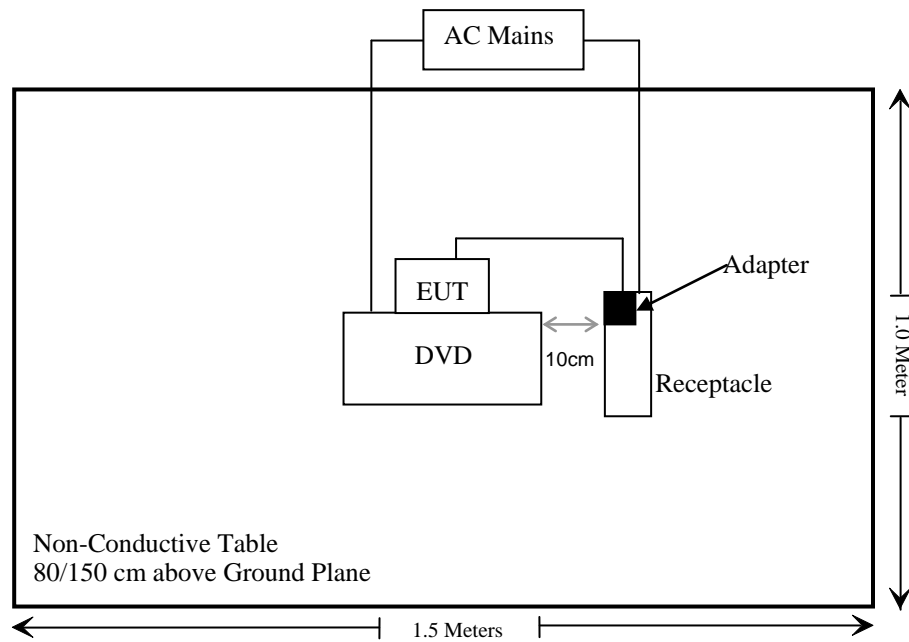 AC Mains
Adapter
EUT
DVD
10cm
Receptacle
1.0 Meter
Non-Conductive Table
80/150 cm above Ground Plane
1.5 Meters